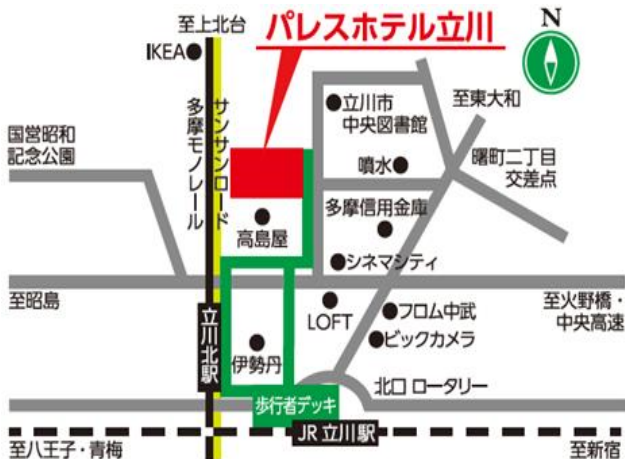 至上北台
パレスホテル立川
N
IKEA
立川市
中央図書館
至東大和
国営昭和
記念公園
多摩モノレール
サンサンロード
噴水
曙町二丁目
交差点
多摩信用金庫
高島屋
シネマシティ
至昭島
LOFT
フロム中武
ビックカメラ
至火野橋・
中央高速
立川北駅
伊勢丹
北口 ロータリー
歩行者デッキ
JR 立川駅
至八王子・青梅
至新宿